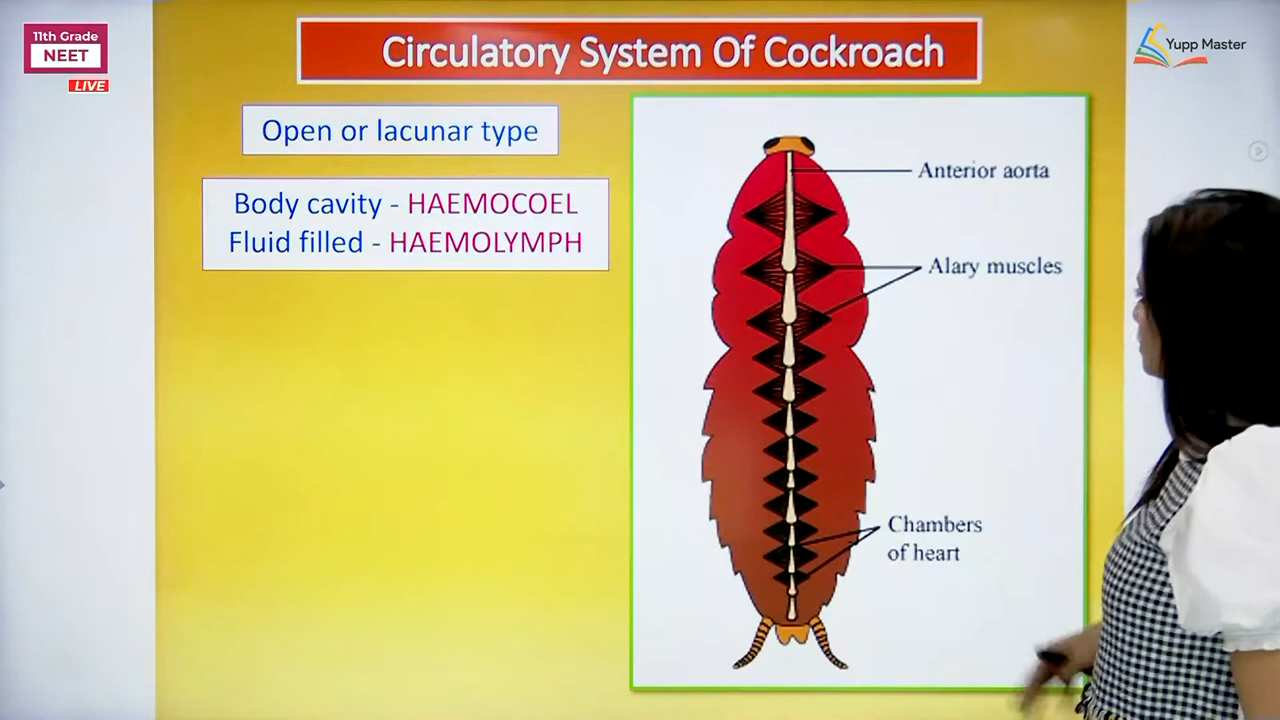 11th Grade
NEET
LIVE
Circulatory System Of Cockroach
Yupp Master
Open or lacunar type
Body cavity - HAEMOCOEL
Fluid filled - HAEMOLYMPH
Anterior aorta
Alary muscles
Chambers
of heart